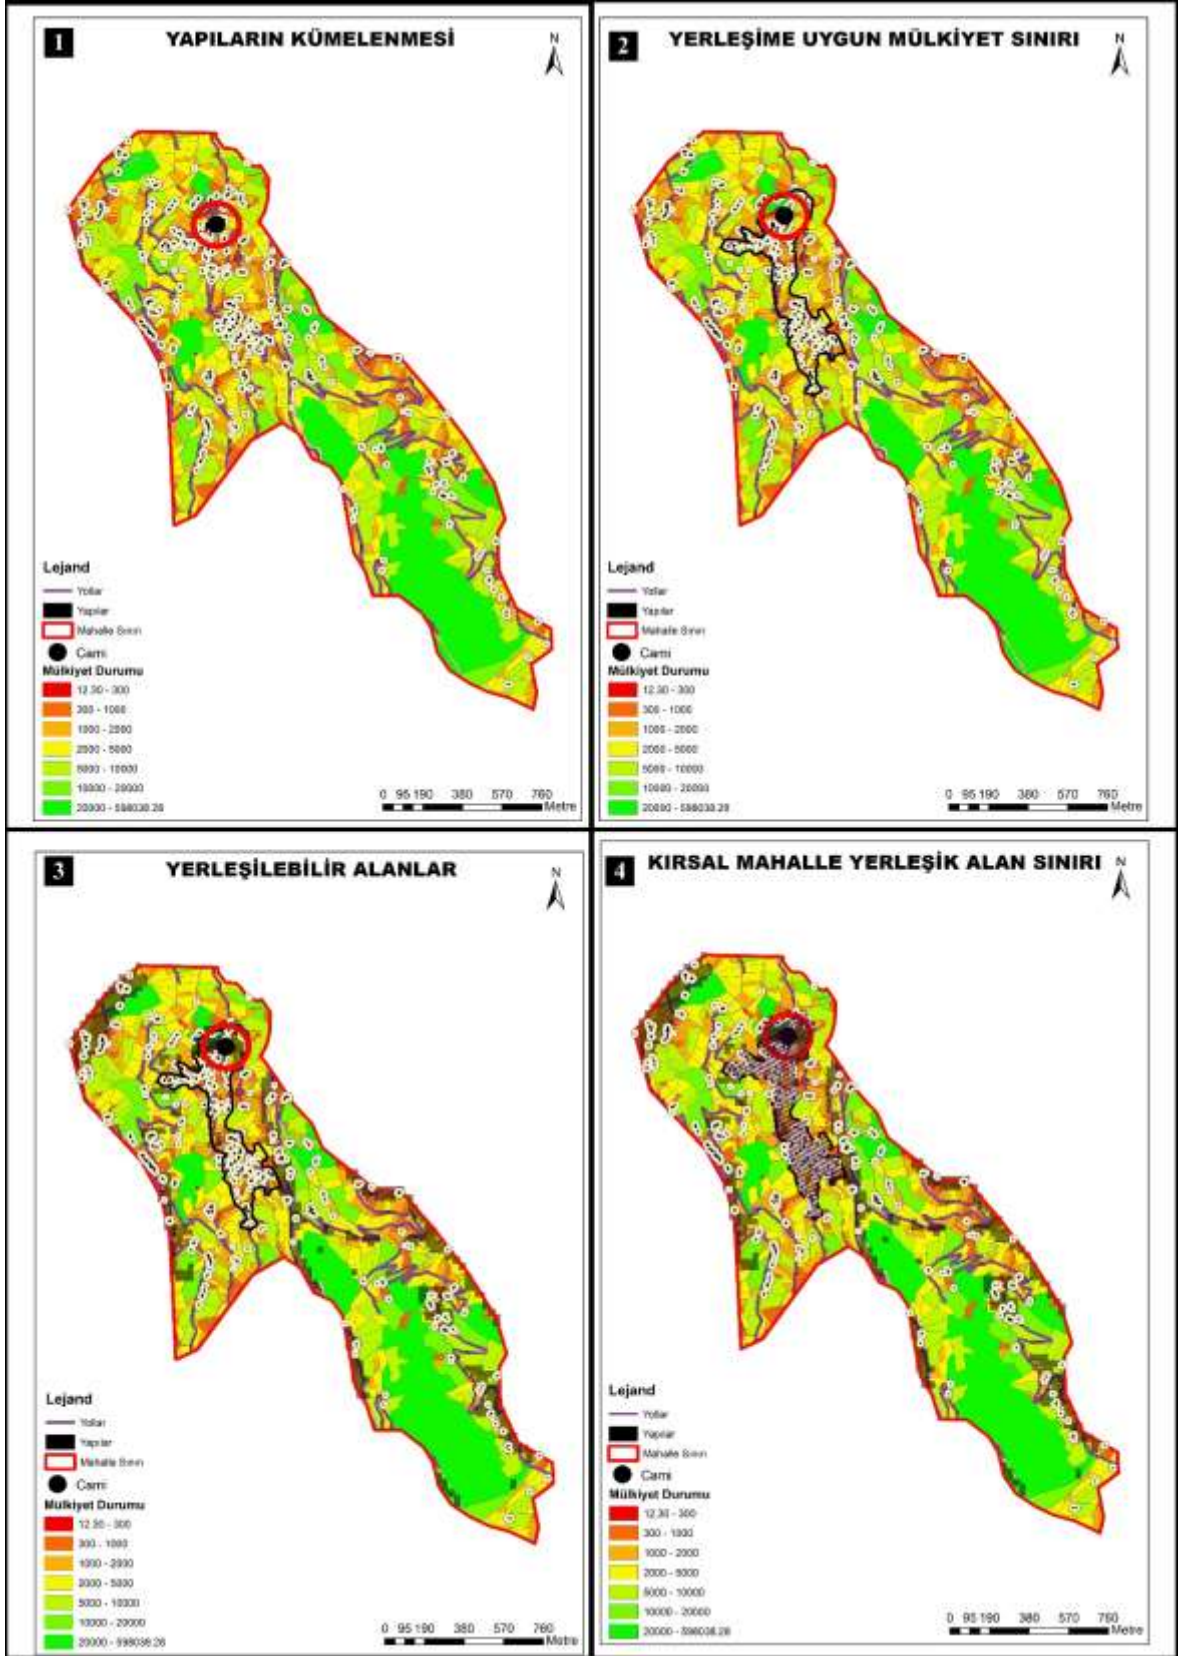 1
YAPILARIN KÜMELENMESİ
N
Lejand
Yollar
Yapılar
Mahalle Sınırı
Cami
Mülkiyet Durumu
12.30 - 300
300 - 1000
1000 - 2000
2000 - 5000
5000 - 10000
10000 - 20000
20000 - 598038.28
0 95 190 380 570 760
Metre
2
YERLEŞİME UYGUN MÜLKİYET SINIRI
N
Lejand
Yollar
Yapılar
Mahalle Sınırı
Cami
Mülkiyet Durumu
12.30 - 300
300 - 1000
1000 - 2000
2000 - 5000
5000 - 10000
10000 - 20000
20000 - 598038.28
0 95 190 380 570 760
Metre
3
YERLEŞİLEBİLİR ALANLAR
N
Lejand
Yollar
Yapılar
Mahalle Sınırı
Cami
Mülkiyet Durumu
12.30 - 300
300 - 1000
1000 - 2000
2000 - 5000
5000 - 10000
10000 - 20000
20000 - 598038.28
0 95 190 380 570 760
Metre
4
KIRSAL MAHALLE YERLEŞİK ALAN SINIRI
N
Lejand
Yollar
Yapılar
Mahalle Sınırı
Cami
Mülkiyet Durumu
12.30 - 300
300 - 1000
1000 - 2000
2000 - 5000
5000 - 10000
10000 - 20000
20000 - 598038.28
0 95 190 380 570 760
Metre